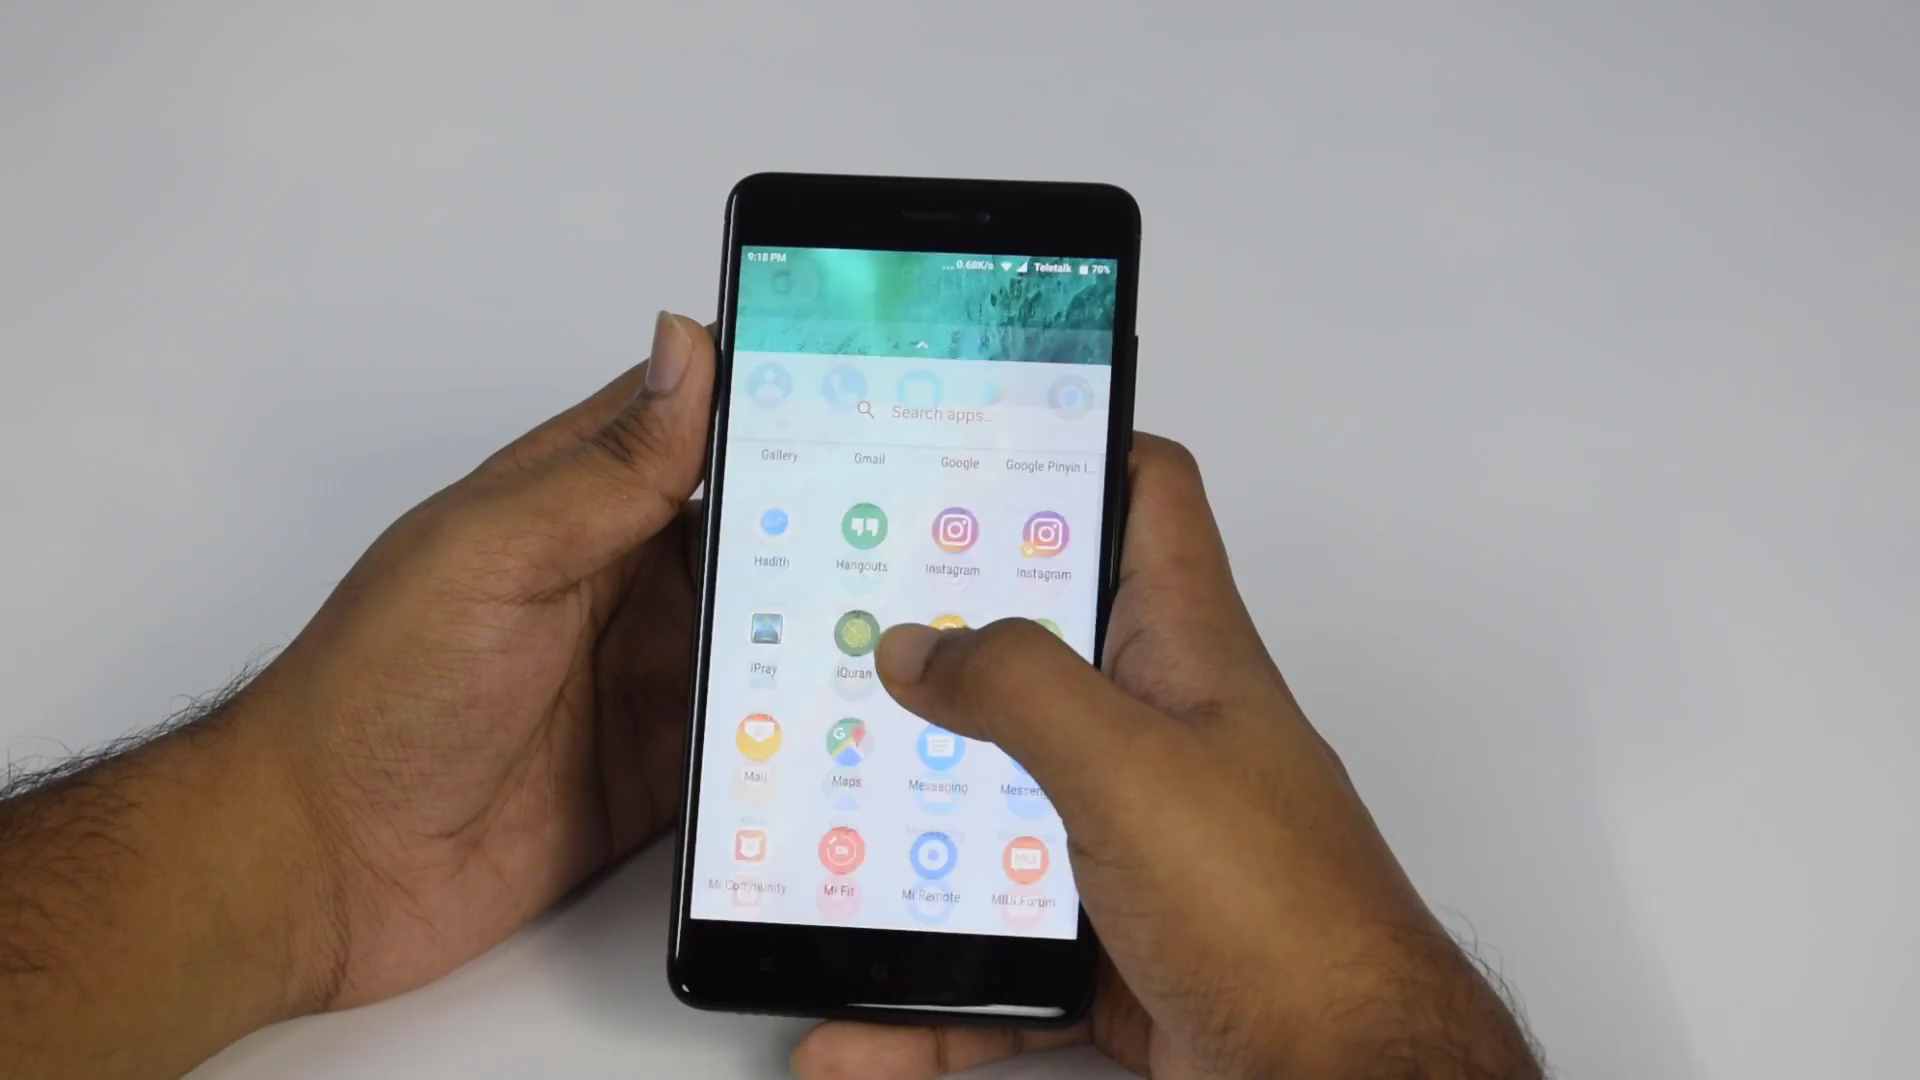 9:18 PM ... 0.68K/s Teletalk 70%
Search apps...
Gallery Gmail Google Google Pinyin I...
Hadith Hangouts Instagram Instagram
iPray iQuran
Mail Maps Messaging Messen
Mi Community Mi Fit Mi Remote MIUI Forum